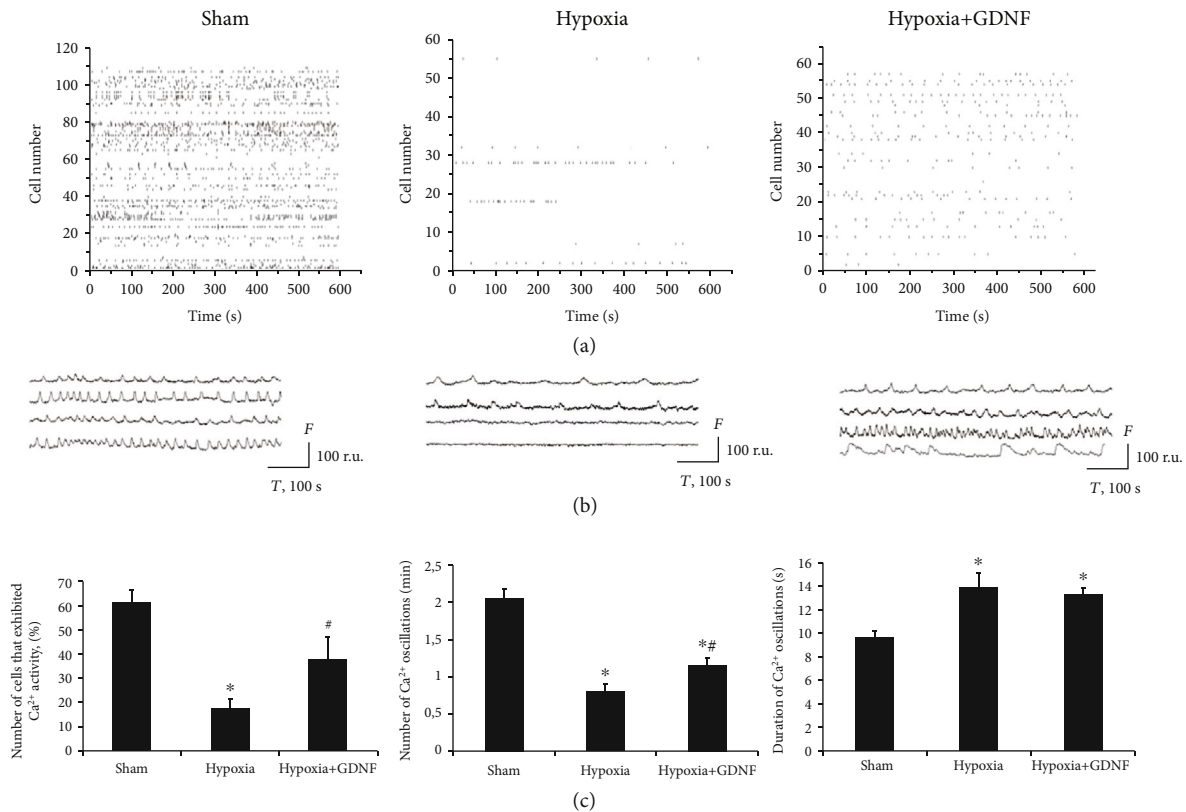 Sham
Hypoxia
Hypoxia+GDNF
Cell number
120
100
80
60
40
20
0
0 100 200 300 400 500 600
Time (s)
Cell number
60
50
40
30
20
10
0
0 100 200 300 400 500 600
Time (s)
Cell number
60
50
40
30
20
10
0
0 100 200 300 400 500 600
Time (s)
(a)
F
100 r.u.
T, 100 s
F
100 r.u.
T, 100 s
F
100 r.u.
T, 100 s
(b)
Number of cells that exhibited
Ca²⁺ activity, (%)
70
60
50
40
30
20
10
0
*
#
Sham Hypoxia Hypoxia+GDNF
Number of Ca²⁺ oscillations (min)
2,5
2
1,5
1
0,5
0
*
*#
Sham Hypoxia Hypoxia+GDNF
Duration of Ca²⁺ oscillations (s)
16
14
12
10
8
6
4
2
0
*
*
Sham Hypoxia Hypoxia+GDNF
(c)